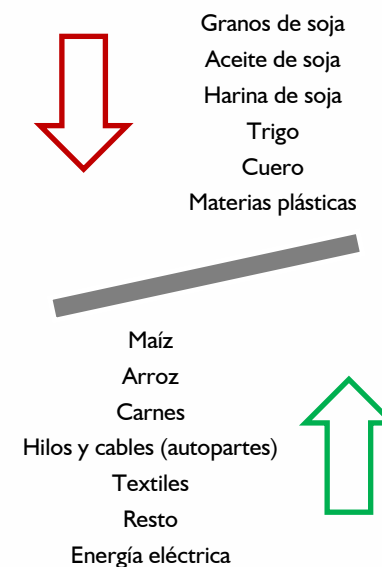 Granos de soja
Aceite de soja
Harina de soja
Trigo
Cuero
Materias plásticas
Maíz
Arroz
Carnes
Hilos y cables (autopartes)
Textiles
Resto
Energía eléctrica